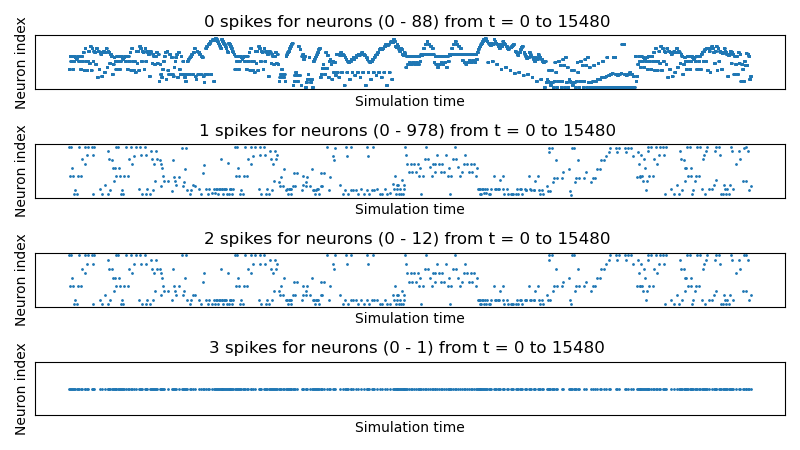 0 spikes for neurons (0 - 88) from t = 0 to 15480
Neuron index
Simulation time
1 spikes for neurons (0 - 978) from t = 0 to 15480
Neuron index
Simulation time
2 spikes for neurons (0 - 12) from t = 0 to 15480
Neuron index
Simulation time
3 spikes for neurons (0 - 1) from t = 0 to 15480
Neuron index
Simulation time